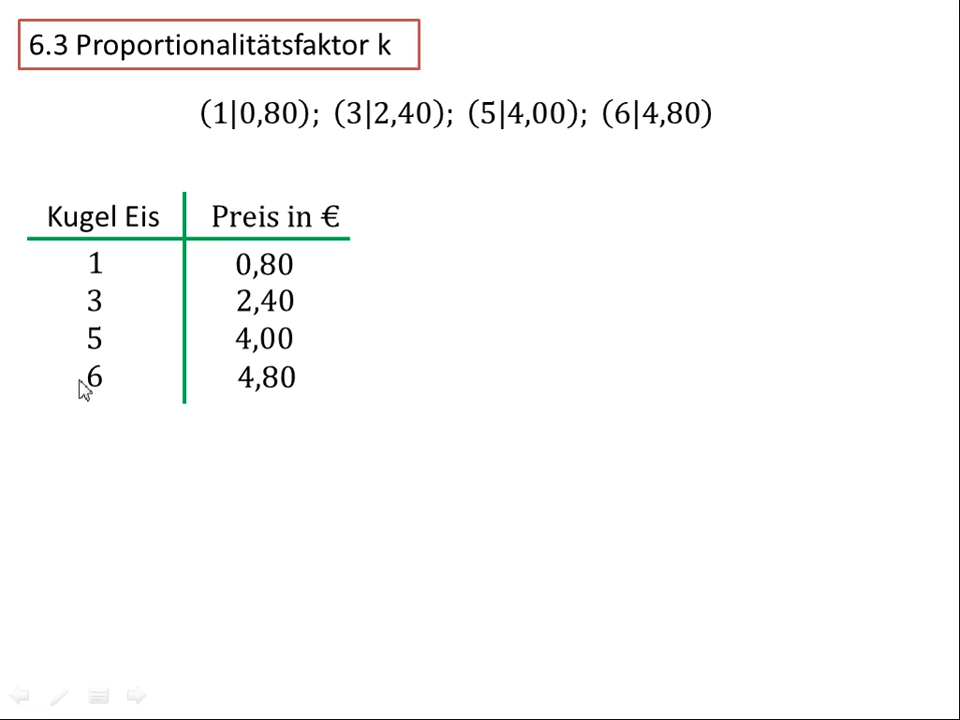 6.3 Proportionalitätsfaktor k
(1|0,80); (3|2,40); (5|4,00); (6|4,80)
Kugel Eis Preis in €
1 0,80
3 2,40
5 4,00
6 4,80